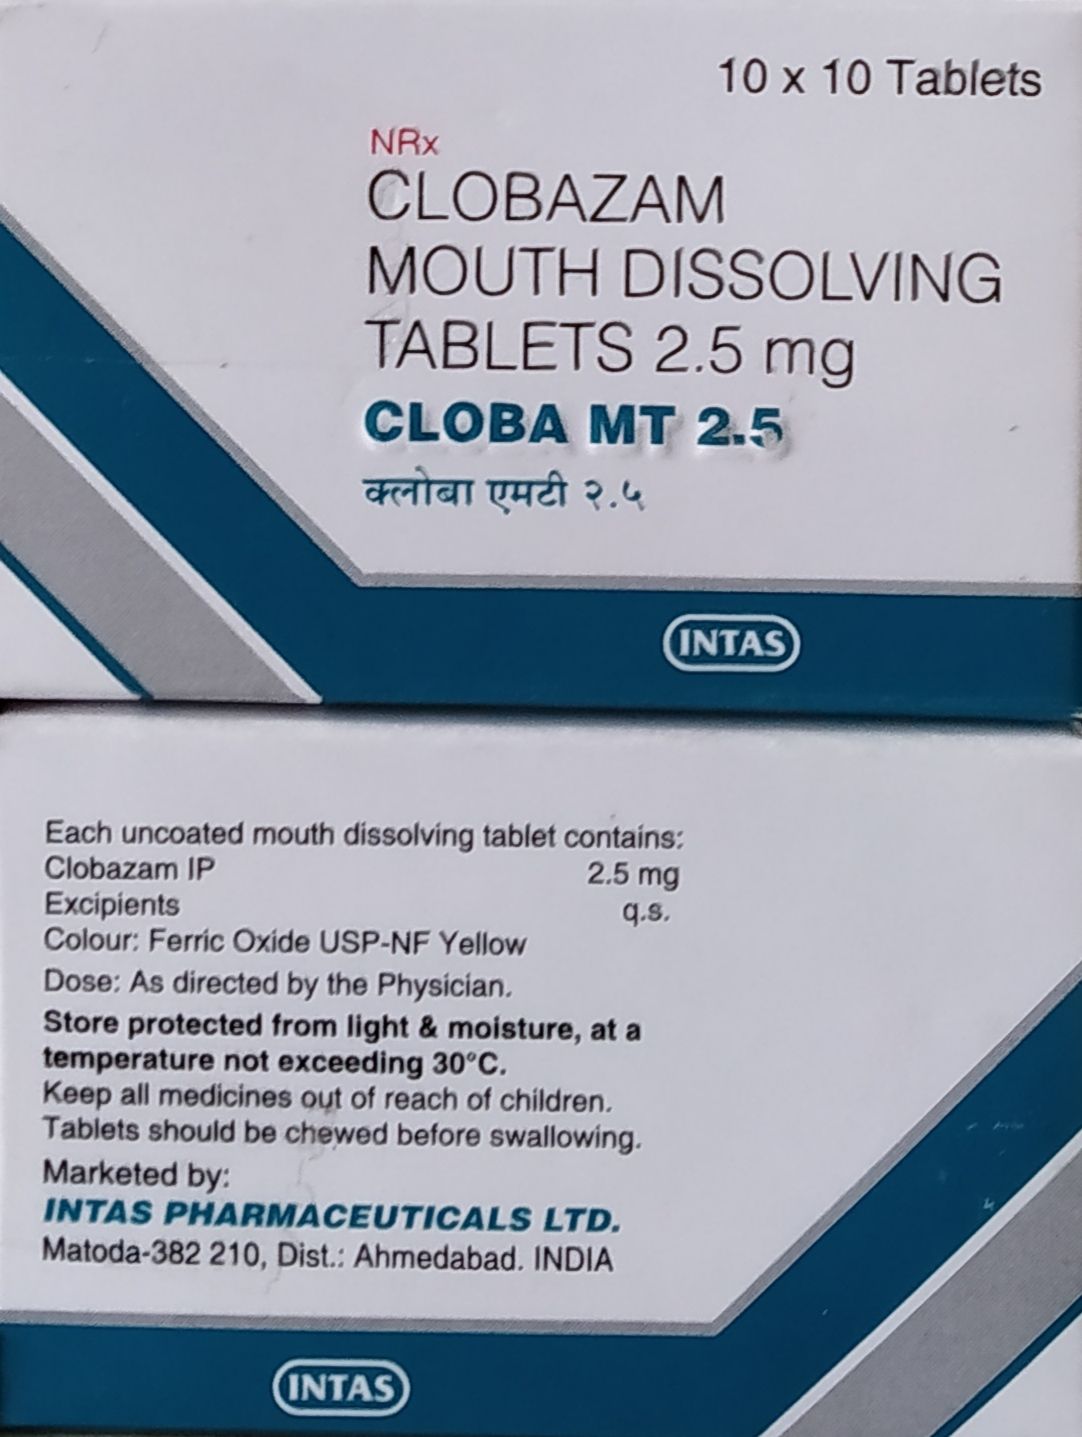 10 x 10 Tablets
NRx
CLOBAZAM
MOUTH DISSOLVING
TABLETS 2.5 mg
CLOBA MT 2.5
क्लोबा एमटी २.५
INTAS
Each uncoated mouth dissolving tablet contains:
Clobazam IP 2.5 mg
Excipients q.s.
Colour: Ferric Oxide USP-NF Yellow
Dose: As directed by the Physician.
Store protected from light & moisture, at a
temperature not exceeding 30°C.
Keep all medicines out of reach of children.
Tablets should be chewed before swallowing.
Marketed by:
INTAS PHARMACEUTICALS LTD.
Matoda-382 210, Dist.: Ahmedabad. INDIA
INTAS